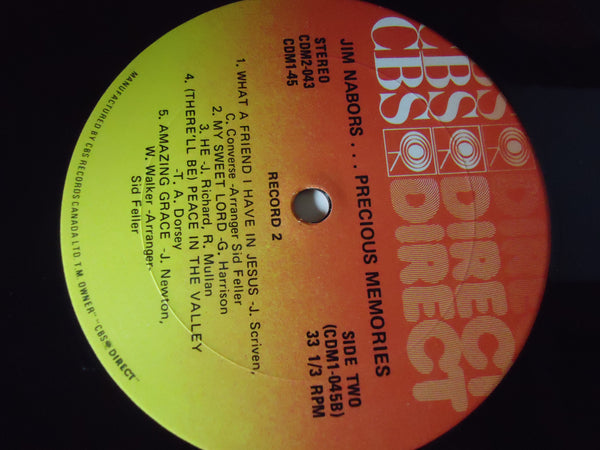 CBS DIREC
CBS DIRECT
CBS DIRECT
JIM NABORS... PRECIOUS MEMORIES
STEREO
CDM2-043
CDM1-45
SIDE TWO
(CDM1-045B)
33 1/3 RPM
RECORD 2
1. WHAT A FRIEND I HAVE IN JESUS -J. Scriven,
C. Converse -Arranger Sid Feller
2. MY SWEET LORD -G. Harrison
3. HE -J. Richard, R. Mullan
4. (THERE'LL BE) PEACE IN THE VALLEY
-T. A. Dorsey
5. AMAZING GRACE -J. Newton,
W. Walker -Arranger
Sid Feller
MANUFACTURED BY CBS RECORDS CANADA LTD. T.M. OWNER-"CBS DIRECT"